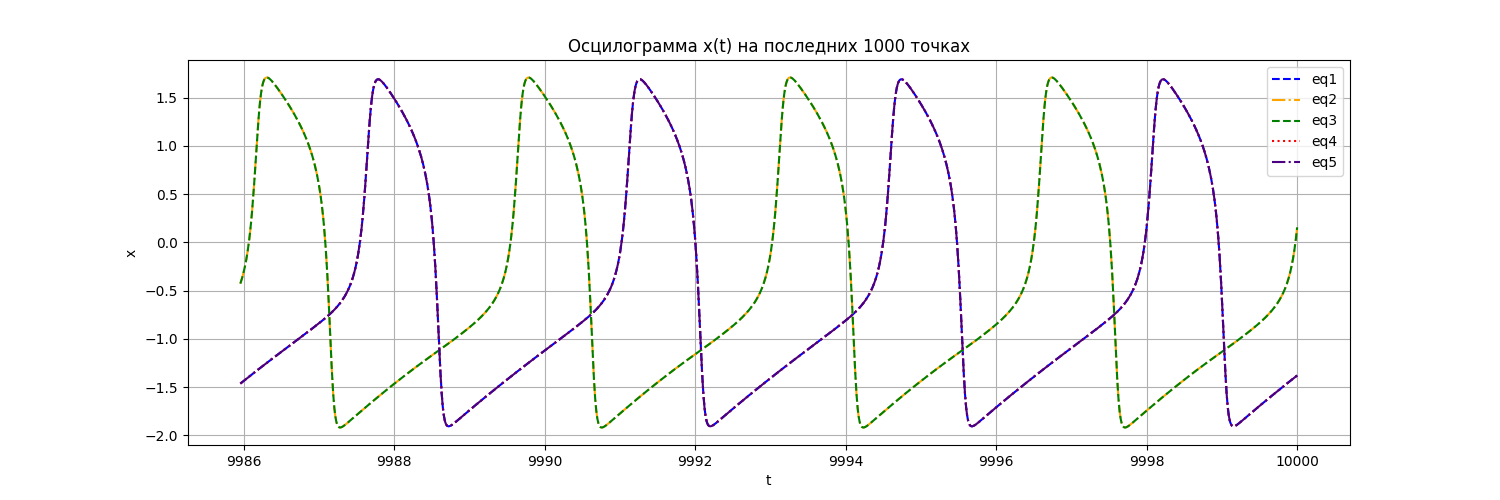 Осцилограмма x(t) на последних 1000 точках
x
1.5
1.0
0.5
0.0
−0.5
−1.0
−1.5
−2.0
eq1
eq2
eq3
eq4
eq5
9986
9988
9990
9992
9994
9996
9998
10000
t